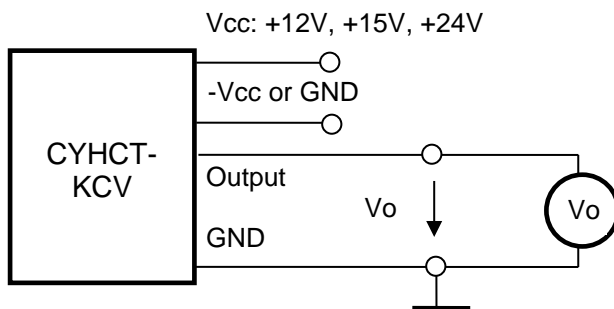 Vcc: +12V, +15V, +24V
-Vcc or GND
CYHCT-
KCV
Output
Vo
Vo
GND